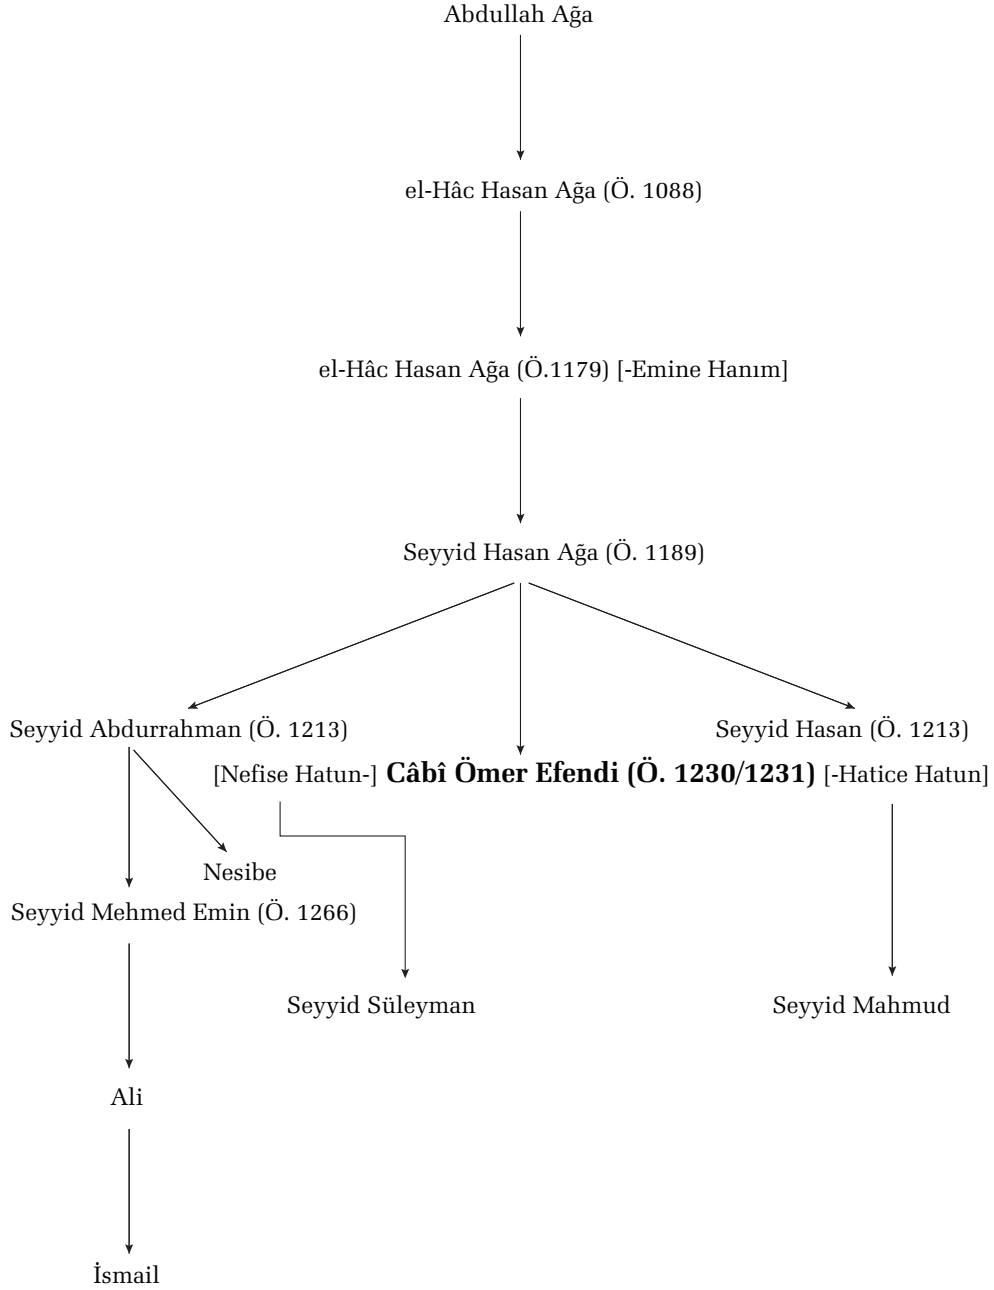 Abdullah Ağa
el-Hâc Hasan Ağa (Ö. 1088)
el-Hâc Hasan Ağa (Ö.1179) [-Emine Hanım]
Seyyid Hasan Ağa (Ö. 1189)
Seyyid Abdurrahman (Ö. 1213)
Seyyid Hasan (Ö. 1213)
[Nefise Hatun-] Câbî Ömer Efendi (Ö. 1230/1231) [-Hatice Hatun]
Nesibe
Seyyid Mehmed Emin (Ö. 1266)
Seyyid Süleyman
Seyyid Mahmud
Ali
İsmail